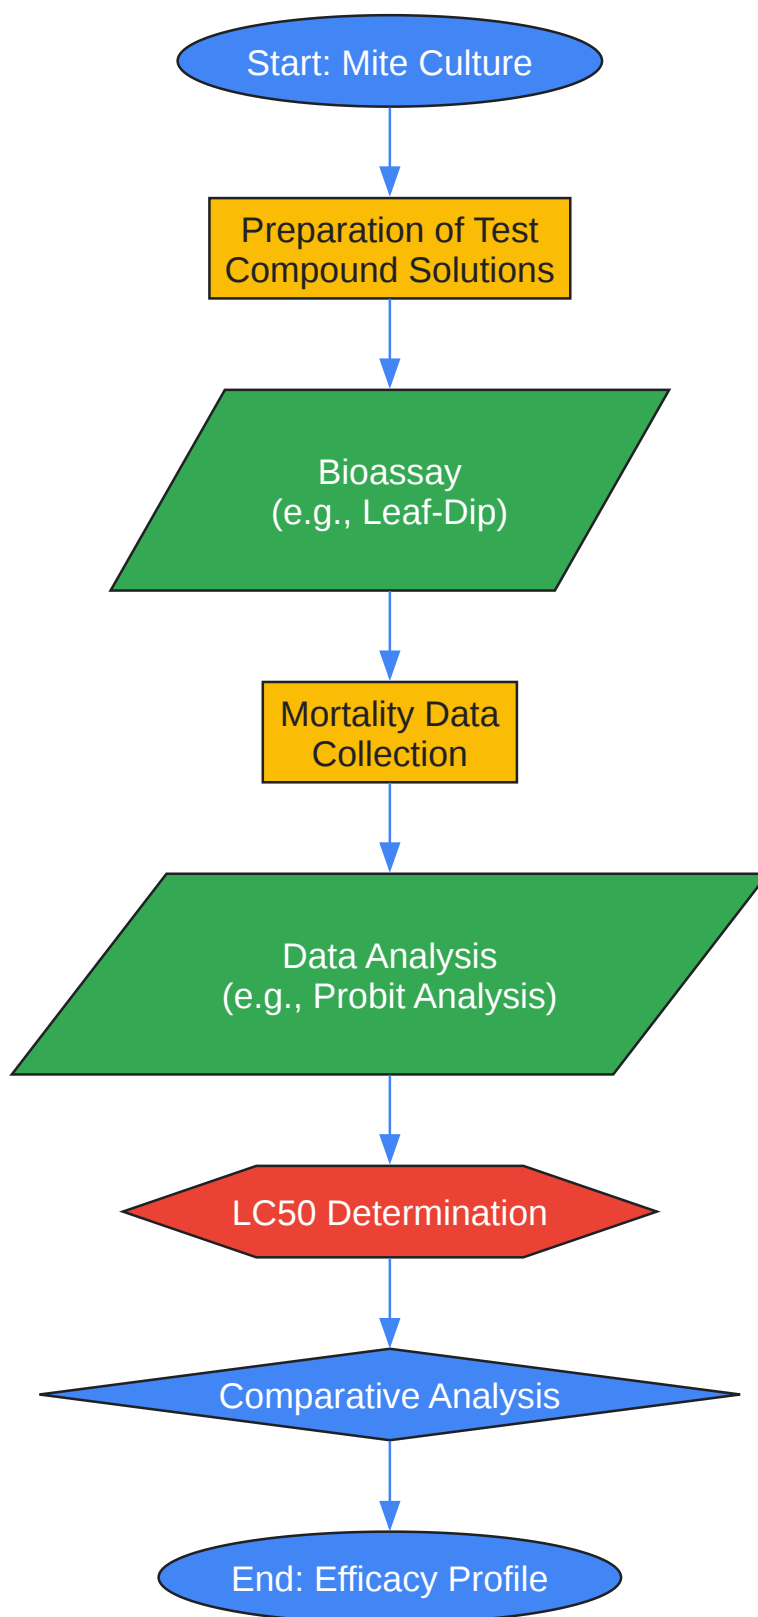 Start: Mite Culture
Preparation of Test
Compound Solutions
Bioassay
(e.g., Leaf-Dip)
Mortality Data
Collection
Data Analysis
(e.g., Probit Analysis)
LC50 Determination
Comparative Analysis
End: Efficacy Profile